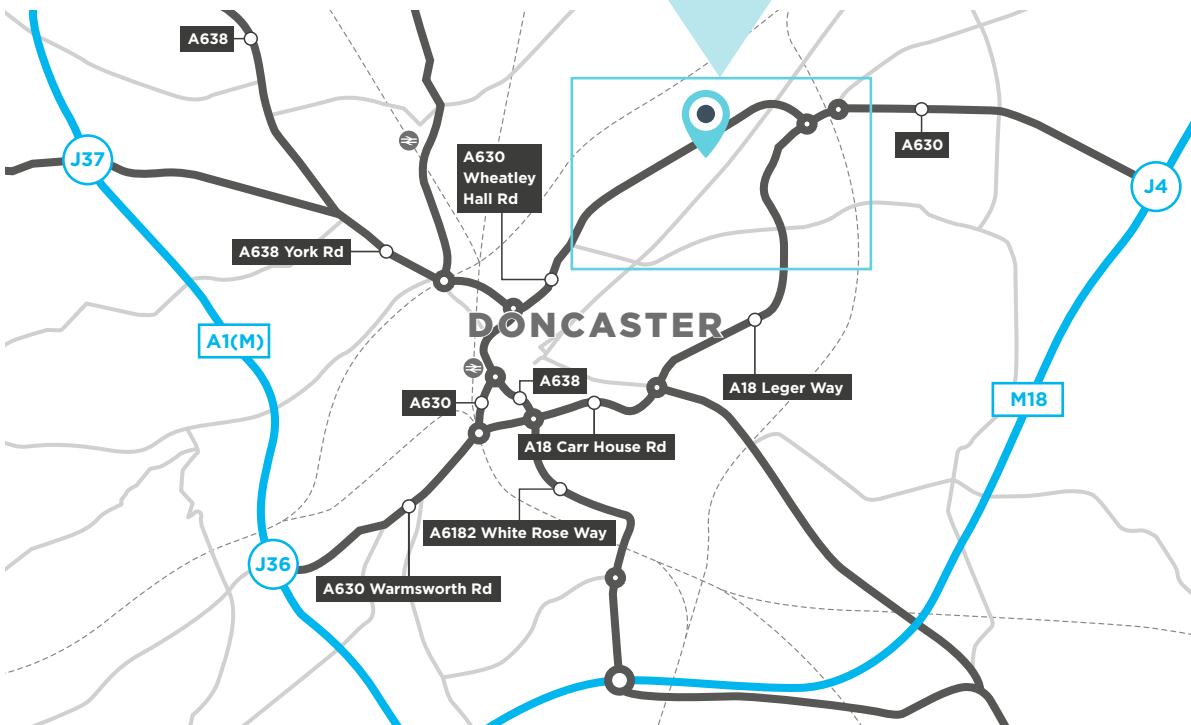 A638
J37
A630
Wheatley
Hall Rd
A630
J4
A638 York Rd
DONCASTER
A1(M)
A638
A18 Leger Way
A630
M18
A18 Carr House Rd
A6182 White Rose Way
J36
A630 Warmsworth Rd